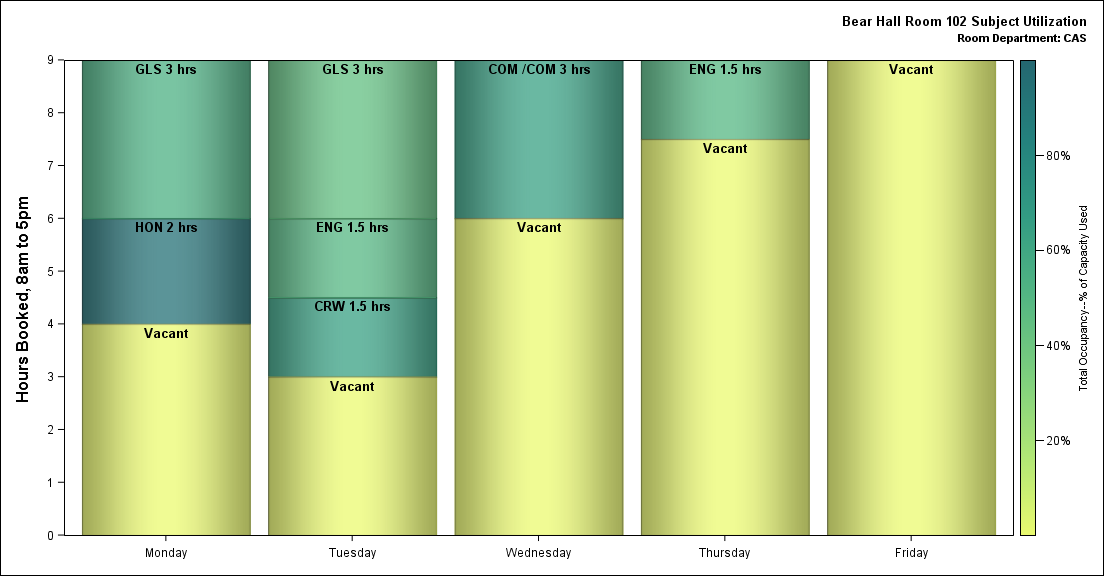 Bear Hall Room 102 Subject Utilization
Room Department: CAS
Hours Booked, 8am to 5pm
9
8
7
6
5
4
3
2
1
0
GLS 3 hrs
HON 2 hrs
Vacant
GLS 3 hrs
ENG 1.5 hrs
CRW 1.5 hrs
Vacant
COM /COM 3 hrs
Vacant
ENG 1.5 hrs
Vacant
Vacant
Monday
Tuesday
Wednesday
Thursday
Friday
80%
60%
40%
20%
Total Occupancy--% of Capacity Used